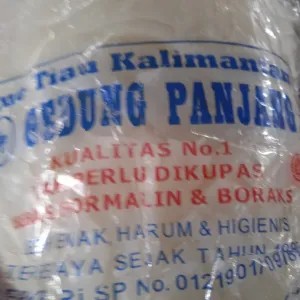 Tiau Kalimantan
GEDUNG PANJANG
KUALITAS No.1
PERLU DIKUPAS
FORMALIN & BORAKS
ENAK, HARUM & HIGIENIS
SEJAK TAHUN
SP No. 0121901/09